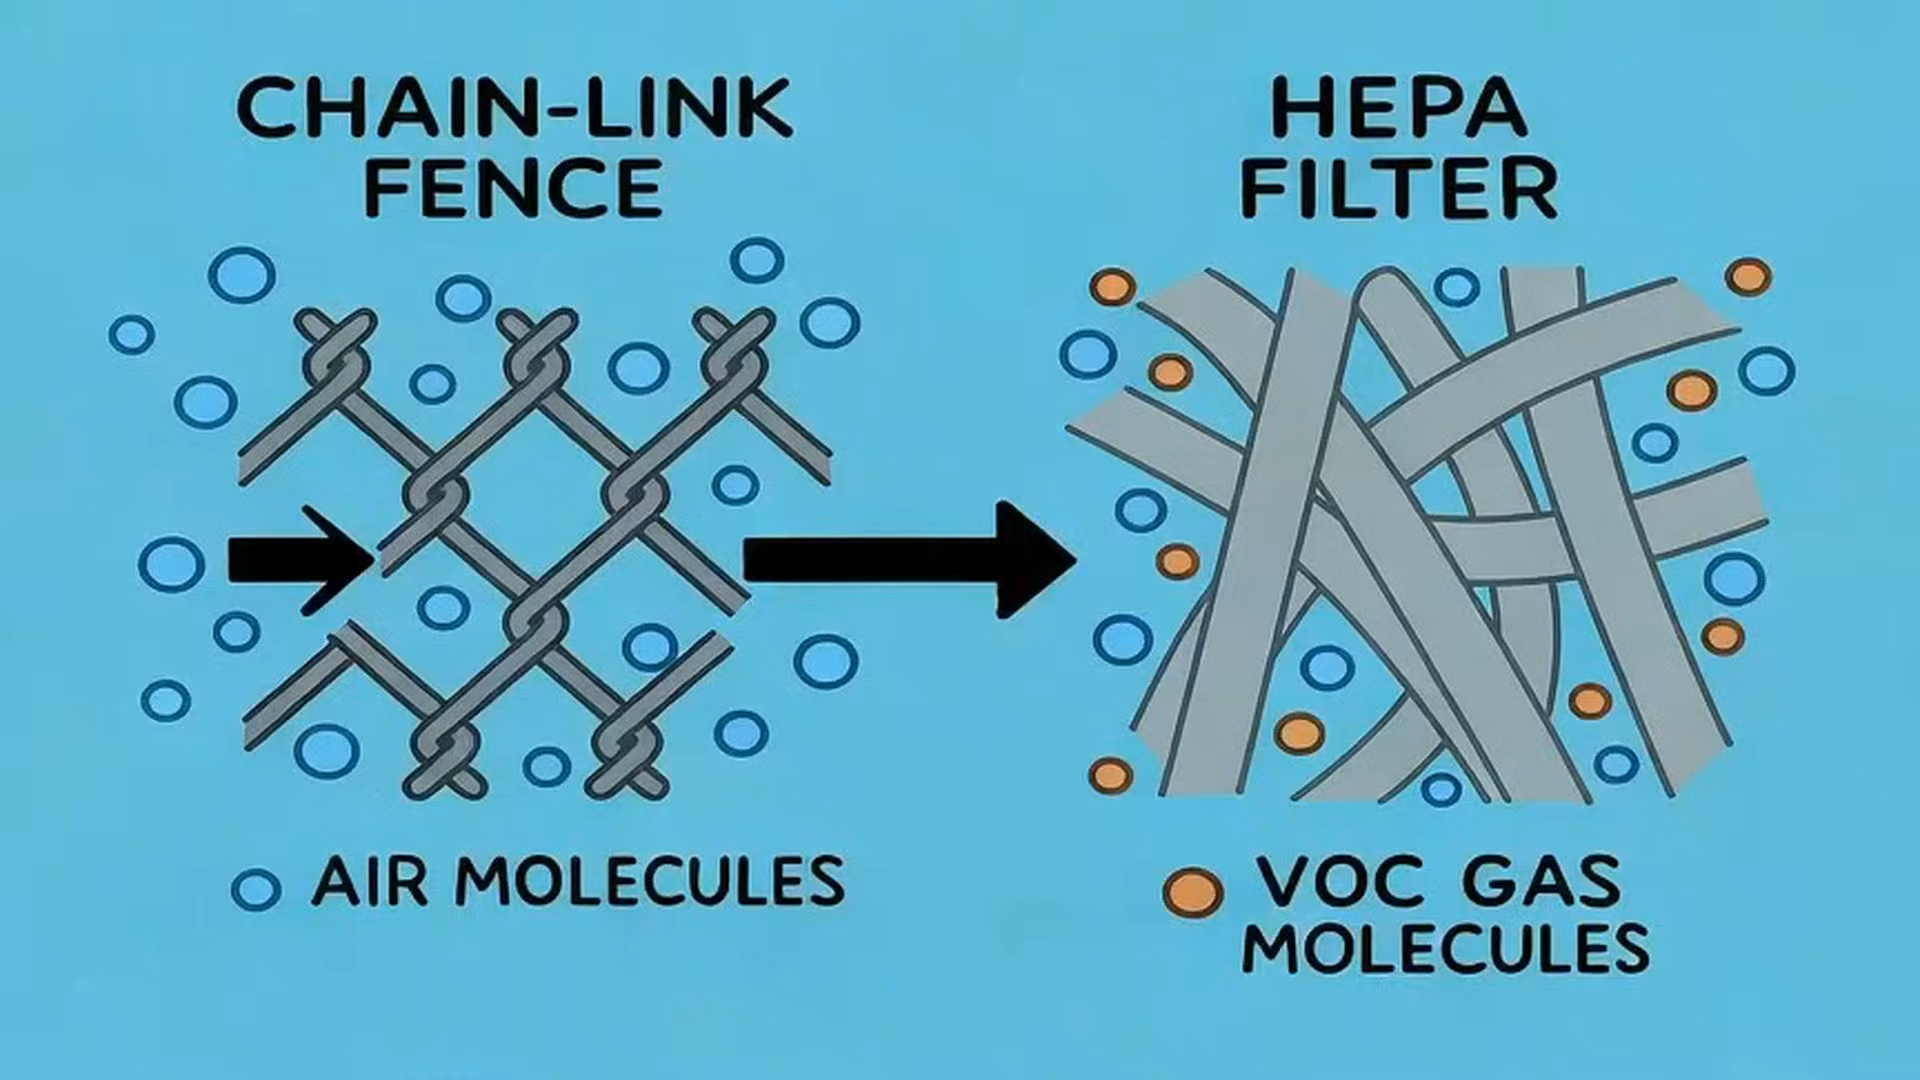 CHAIN-LINK
FENCE
HEPA
FILTER
AIR MOLECULES
VOC GAS
MOLECULES